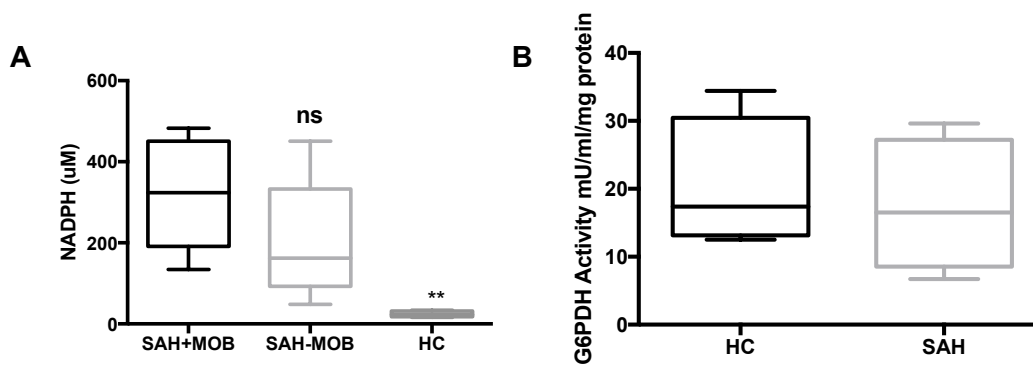 A
NADPH (uM)
600
400
200
0
ns
**
SAH+MOB
SAH-MOB
HC
B
G6PDH Activity mU/ml/mg protein
40
30
20
10
0
HC
SAH